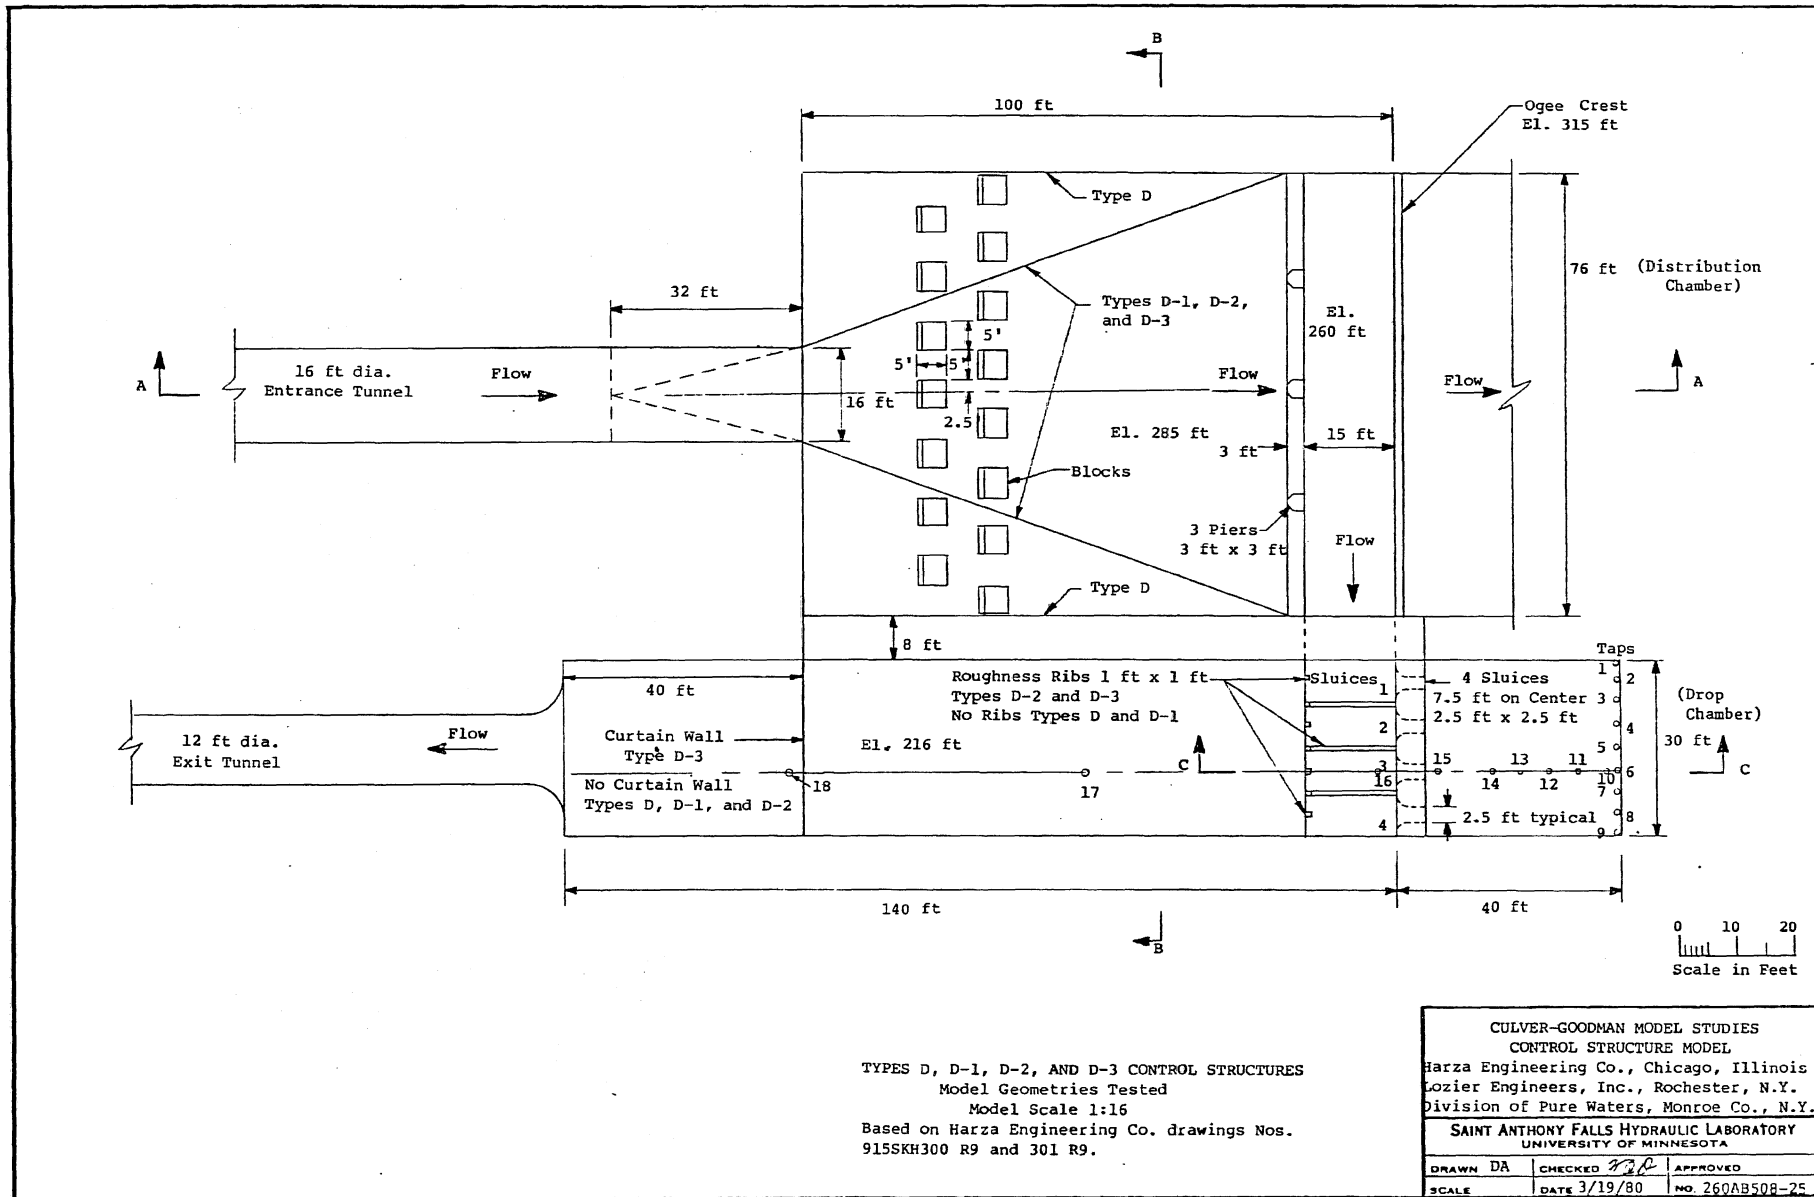 B
100 ft
Ogee Crest
El. 315 ft
Type D
76 ft (Distribution
Chamber)
32 ft
Types D-1, D-2,
and D-3
El.
260 ft
5'
5' 5'
A
16 ft dia.
Entrance Tunnel
Flow
16 ft
2.5
Flow
Flow
A
El. 285 ft
3 ft
15 ft
Blocks
3 Piers
3 ft x 3 ft
Flow
Type D
8 ft
Taps
40 ft
Roughness Ribs 1 ft x 1 ft
Types D-2 and D-3
No Ribs Types D and D-1
Sluices
1
2
3
4
4 Sluices
7.5 ft on Center
2.5 ft x 2.5 ft
1
2
3
4
5
6
7
8
9
10
11
12
13
14
15
16
17
18
(Drop
Chamber)
30 ft
12 ft dia.
Exit Tunnel
Flow
Curtain Wall
Type D-3
No Curtain Wall
Types D, D-1, and D-2
El. 216 ft
C
C
2.5 ft typical
140 ft
40 ft
B
0 10 20
Scale in Feet
TYPES D, D-1, D-2, AND D-3 CONTROL STRUCTURES
Model Geometries Tested
Model Scale 1:16
Based on Harza Engineering Co. drawings Nos.
915SKH300 R9 and 301 R9.
CULVER-GOODMAN MODEL STUDIES
CONTROL STRUCTURE MODEL
Harza Engineering Co., Chicago, Illinois
Lozier Engineers, Inc., Rochester, N.Y.
Division of Pure Waters, Monroe Co., N.Y.
SAINT ANTHONY FALLS HYDRAULIC LABORATORY
UNIVERSITY OF MINNESOTA
DRAWN DA CHECKED APPROVED
SCALE DATE 3/19/80 NO. 260AB508-25